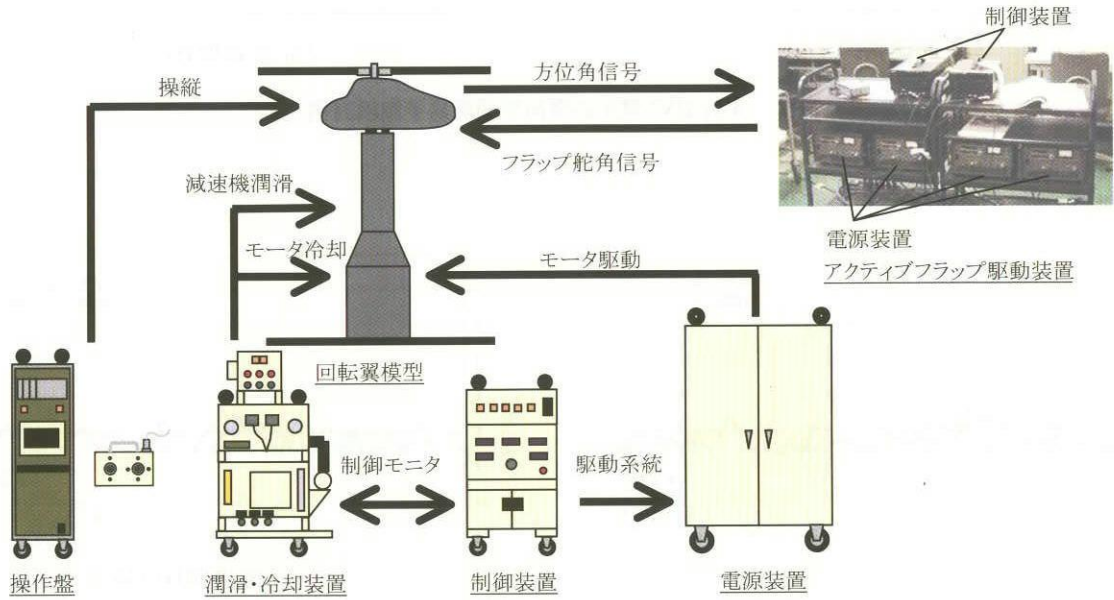 制御装置
操縦
方位角信号
フラップ舵角信号
減速機潤滑
モータ冷却
モータ駆動
電源装置
アクティブフラップ駆動装置
回転翼模型
制御モニタ
駆動系統
操作盤
潤滑・冷却装置
制御装置
電源装置